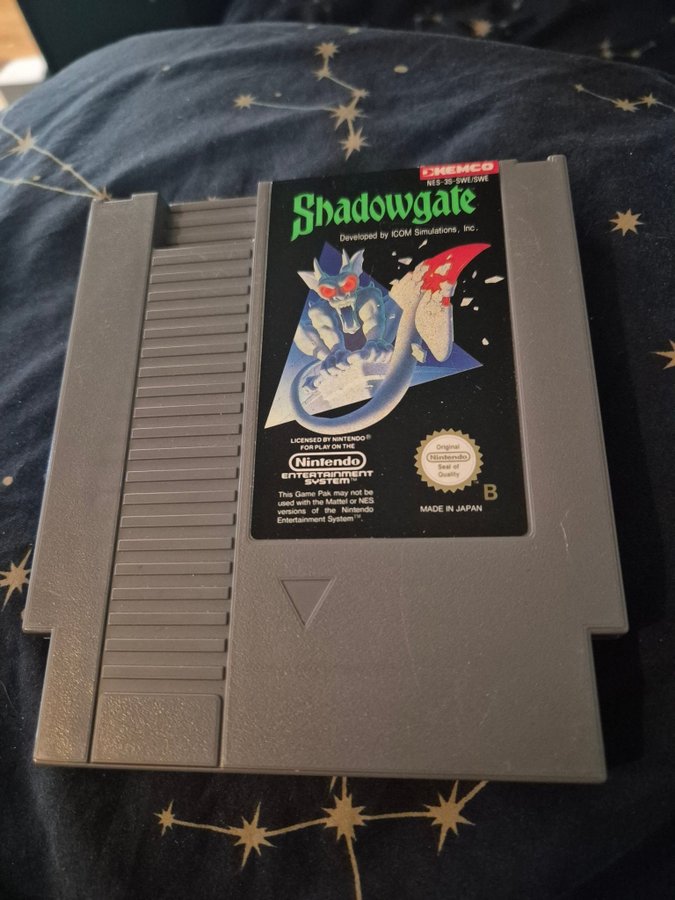 KEMCO
NES-3S-SWE/SWE
Shadowgate™
Developed by ICOM Simulations, Inc.
LICENSED BY NINTENDO®
FOR PLAY ON THE
Nintendo
ENTERTAINMENT
SYSTEM™
This Game Pak may not be
used with the Mattel or NES
versions of the Nintendo
Entertainment System™.
Original
Nintendo
Seal of
Quality
B
MADE IN JAPAN